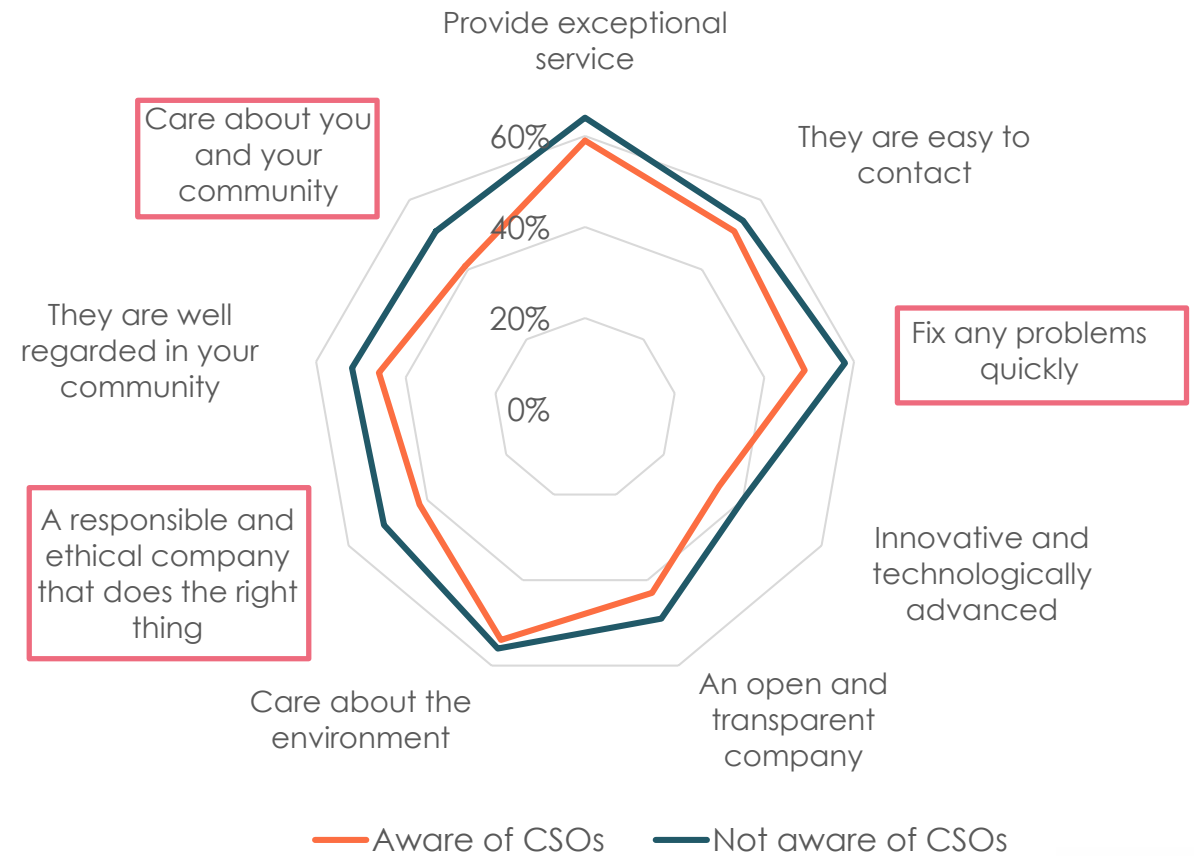 Provide exceptional
service
They are easy to
contact
Fix any problems
quickly
Innovative and
technologically
advanced
An open and
transparent
company
Care about the
environment
A responsible and
ethical company
that does the right
thing
They are well
regarded in your
community
Care about you
and your
community
60%
40%
20%
0%
Aware of CSOs
Not aware of CSOs